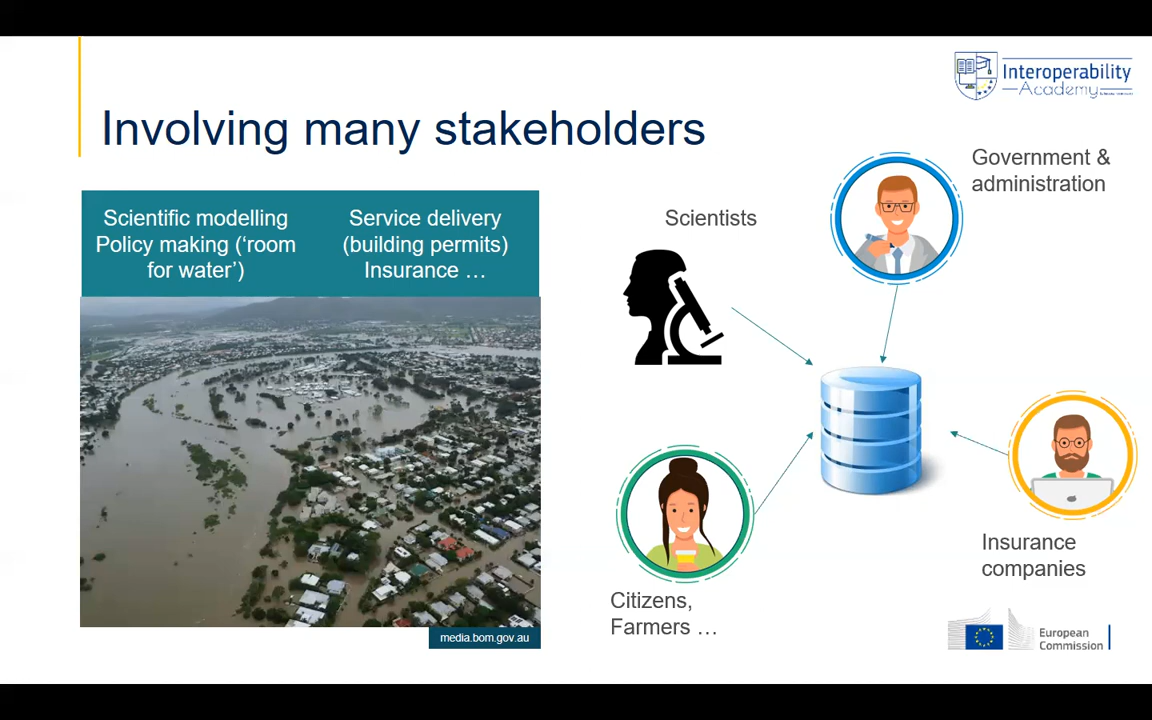 Interoperability
Academy
Involving many stakeholders
Government &
administration
Scientific modelling
Policy making (‘room
for water’)
Service delivery
(building permits)
Insurance …
Scientists
Insurance
companies
Citizens,
Farmers …
media.bom.gov.au
European
Commission